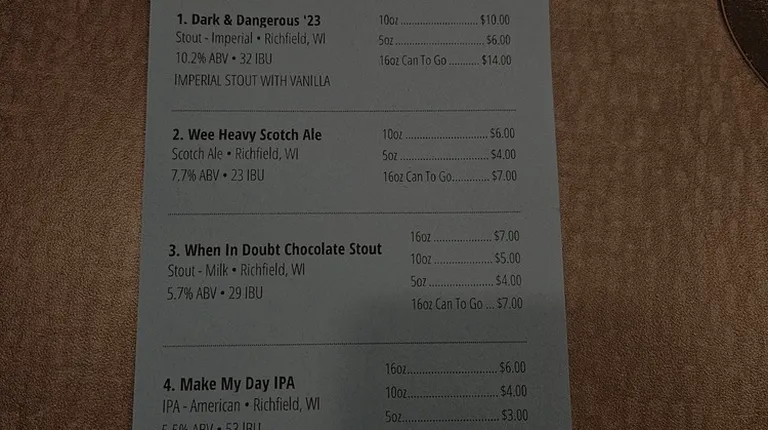 1. Dark & Dangerous '23
Stout - Imperial • Richfield, WI
10.2% ABV • 32 IBU
IMPERIAL STOUT WITH VANILLA
10oz .................... $10.00
5oz...................... $6.00
16oz Can To Go .......... $14.00
2. Wee Heavy Scotch Ale
Scotch Ale • Richfield, WI
7.7% ABV • 23 IBU
10oz ..................... $6.00
5oz ...................... $4.00
16oz Can To Go............ $7.00
3. When In Doubt Chocolate Stout
Stout - Milk • Richfield, WI
5.7% ABV • 29 IBU
16oz ................ $7.00
10oz ................ $5.00
5oz ................. $4.00
16oz Can To Go ... $7.00
4. Make My Day IPA
IPA - American • Richfield, WI
5.5% ABV • 52 IBU
16oz...................... $6.00
10oz...................... $4.00
5oz....................... $3.00